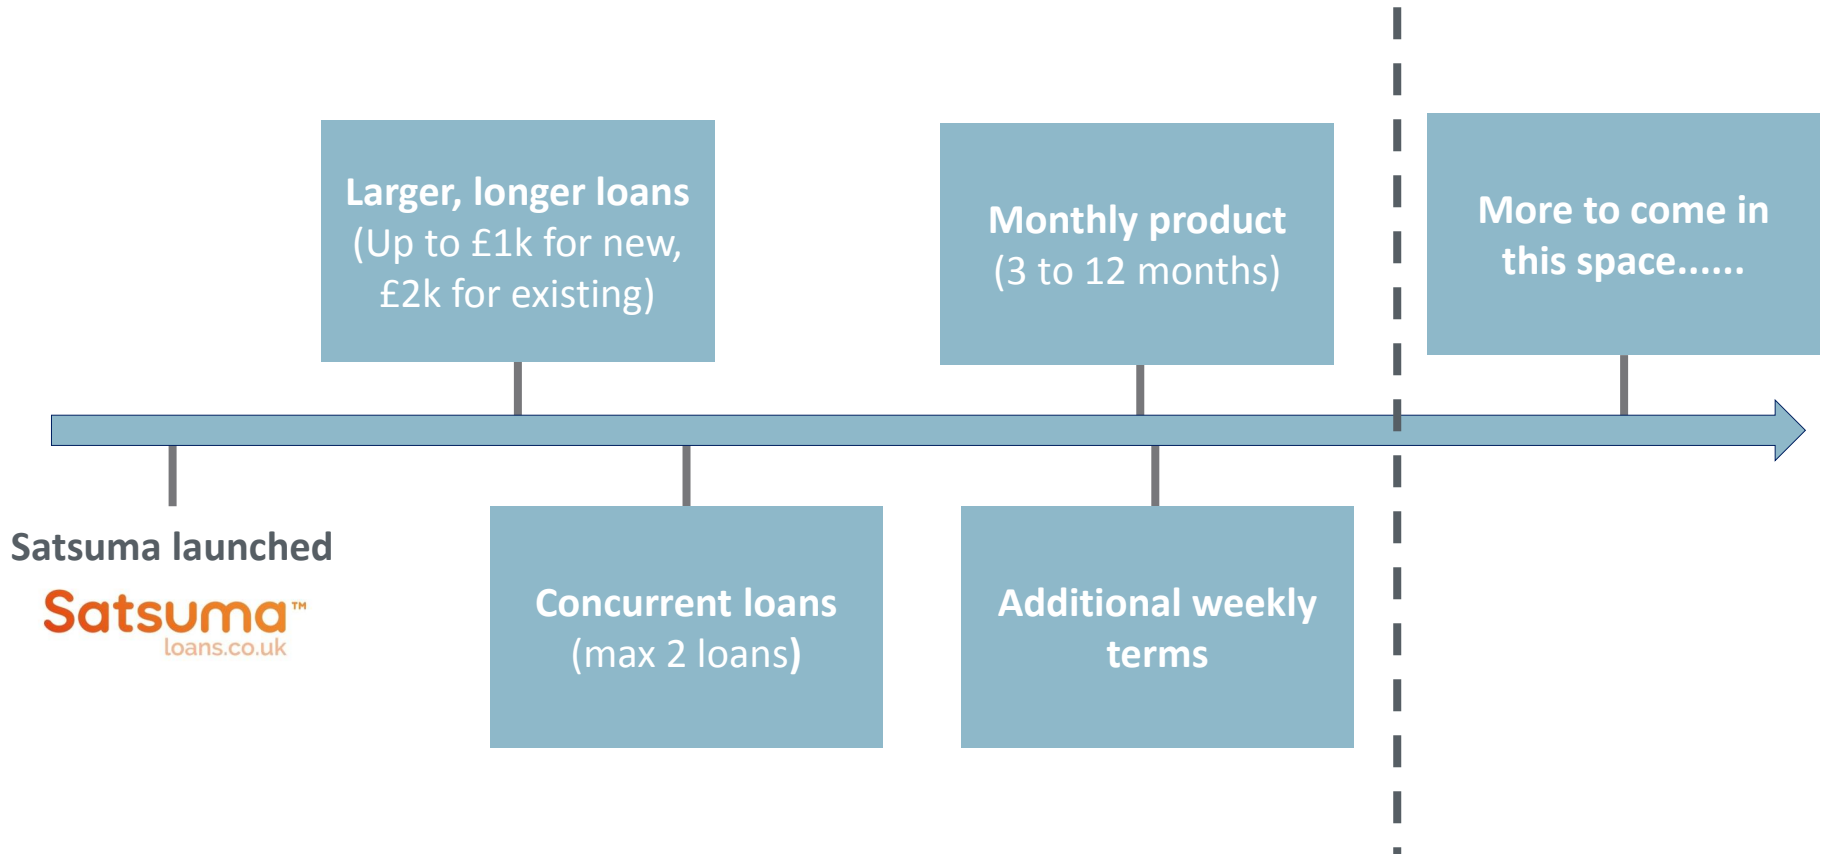 Larger, longer loans
(Up to £1k for new,
£2k for existing)
Monthly product
(3 to 12 months)
More to come in
this space......
Satsuma launched
Satsuma™
loans.co.uk
Concurrent loans
(max 2 loans)
Additional weekly
terms